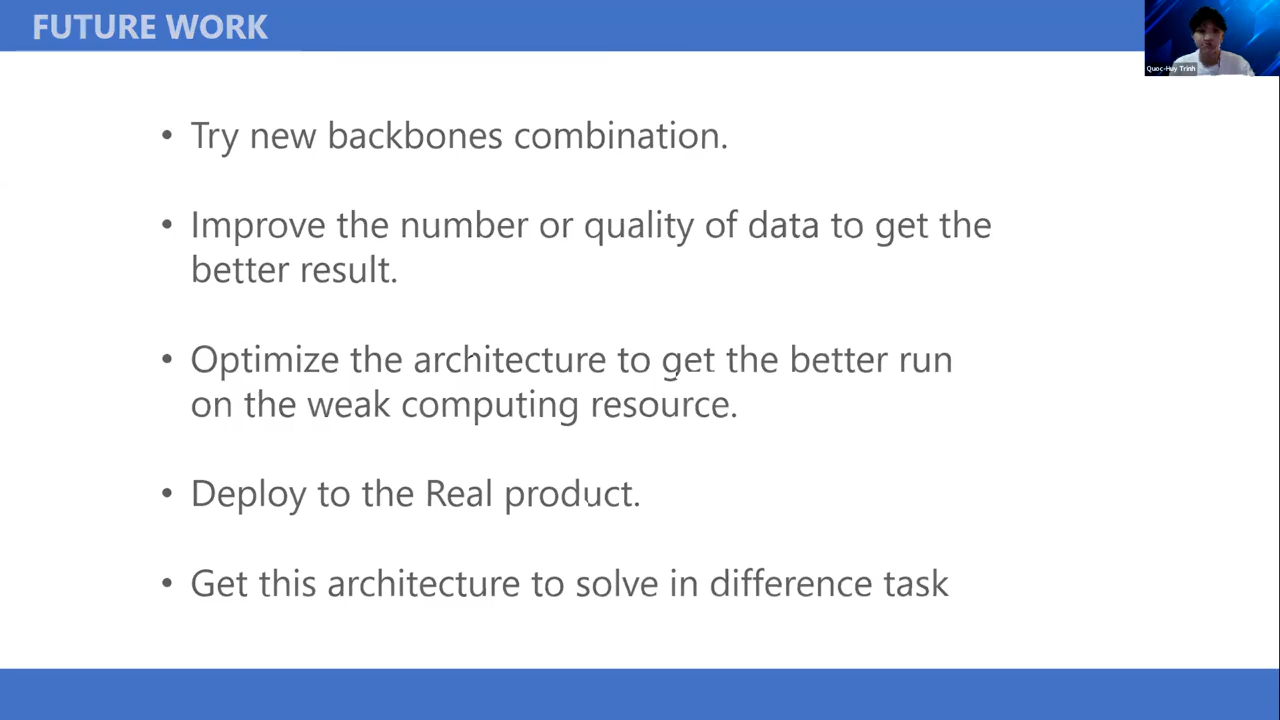 FUTURE WORK
Quoc-Huy Trinh
• Try new backbones combination.
• Improve the number or quality of data to get the
better result.
• Optimize the architecture to get the better run
on the weak computing resource.
• Deploy to the Real product.
• Get this architecture to solve in difference task